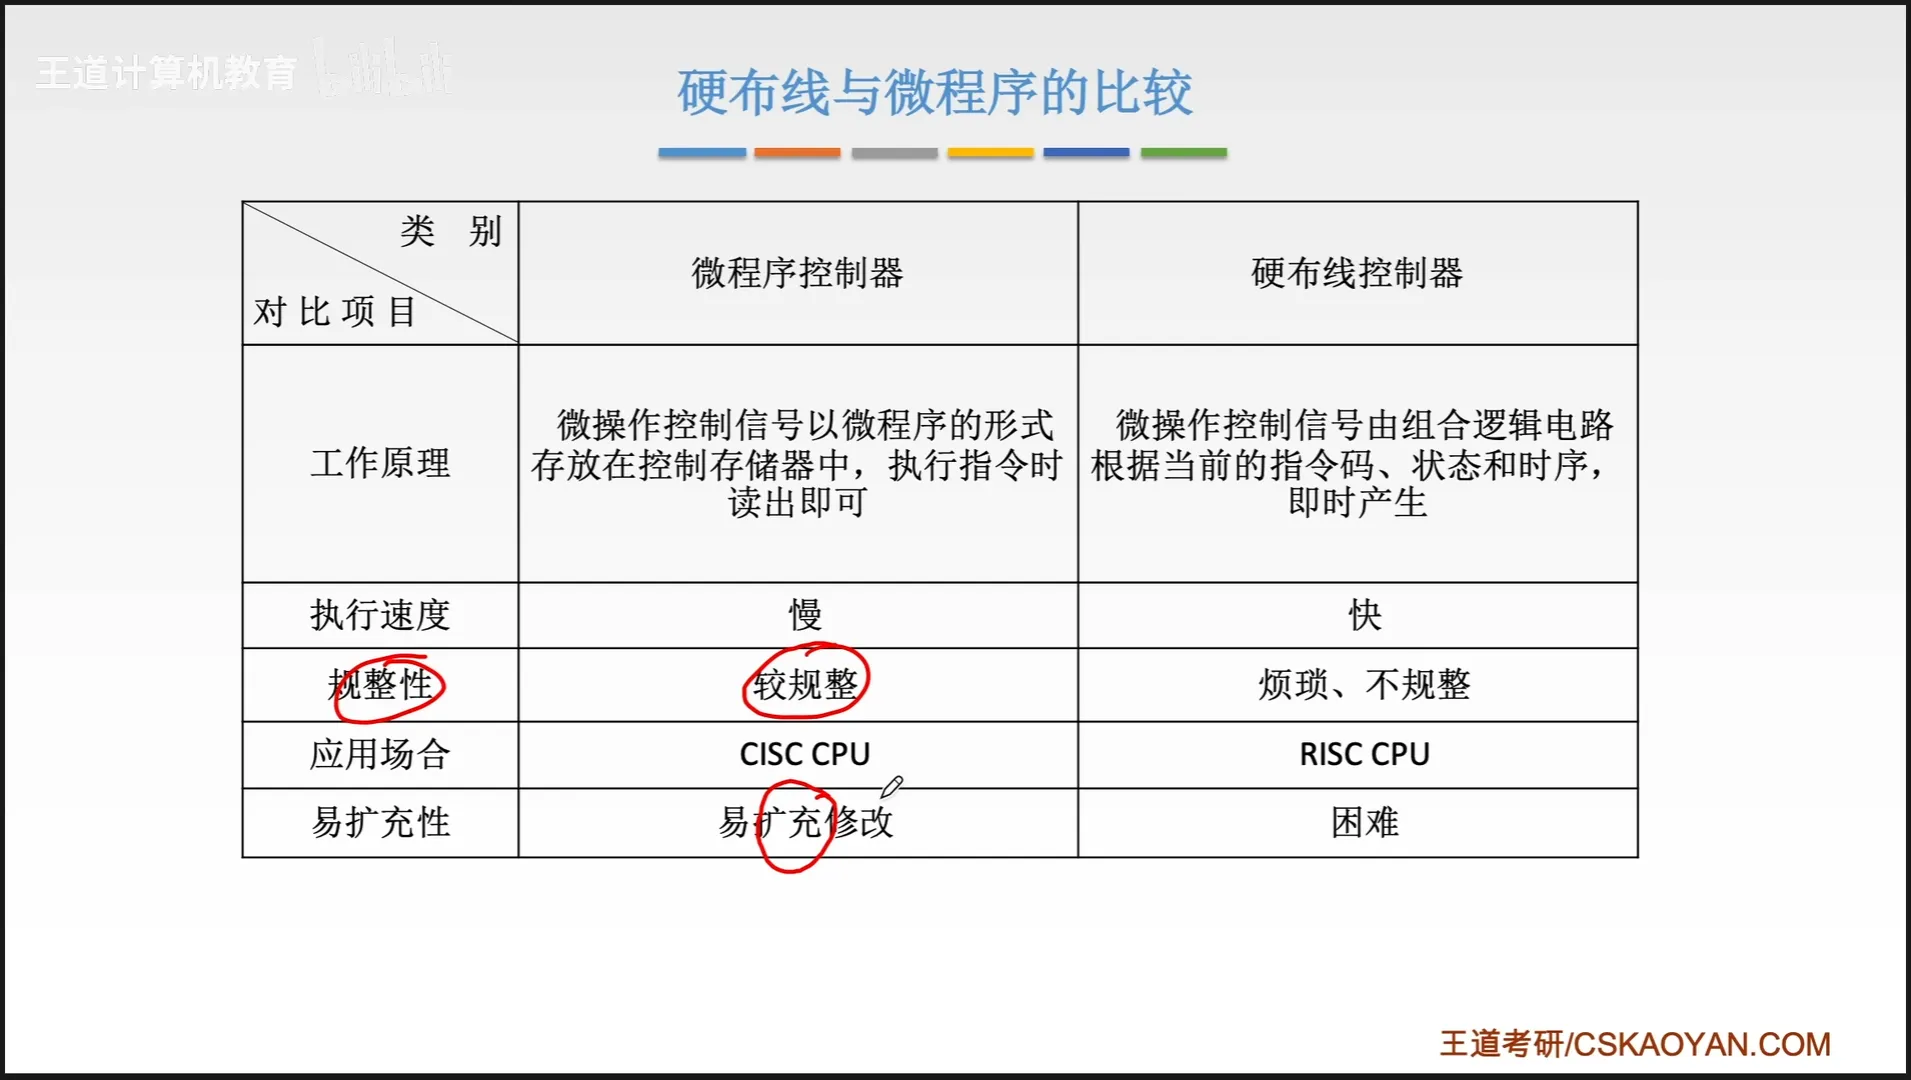 王道计算机教育
硬布线与微程序的比较
类 别
对比项目
微程序控制器
硬布线控制器
工作原理
微操作控制信号以微程序的形式
存放在控制存储器中，执行指令时
读出即可
微操作控制信号由组合逻辑电路
根据当前的指令码、状态和时序，
即时产生
执行速度
慢
快
规整性
较规整
烦琐、不规整
应用场合
CISC CPU
RISC CPU
易扩充性
易扩充修改
困难
王道考研/CSKAOYAN.COM